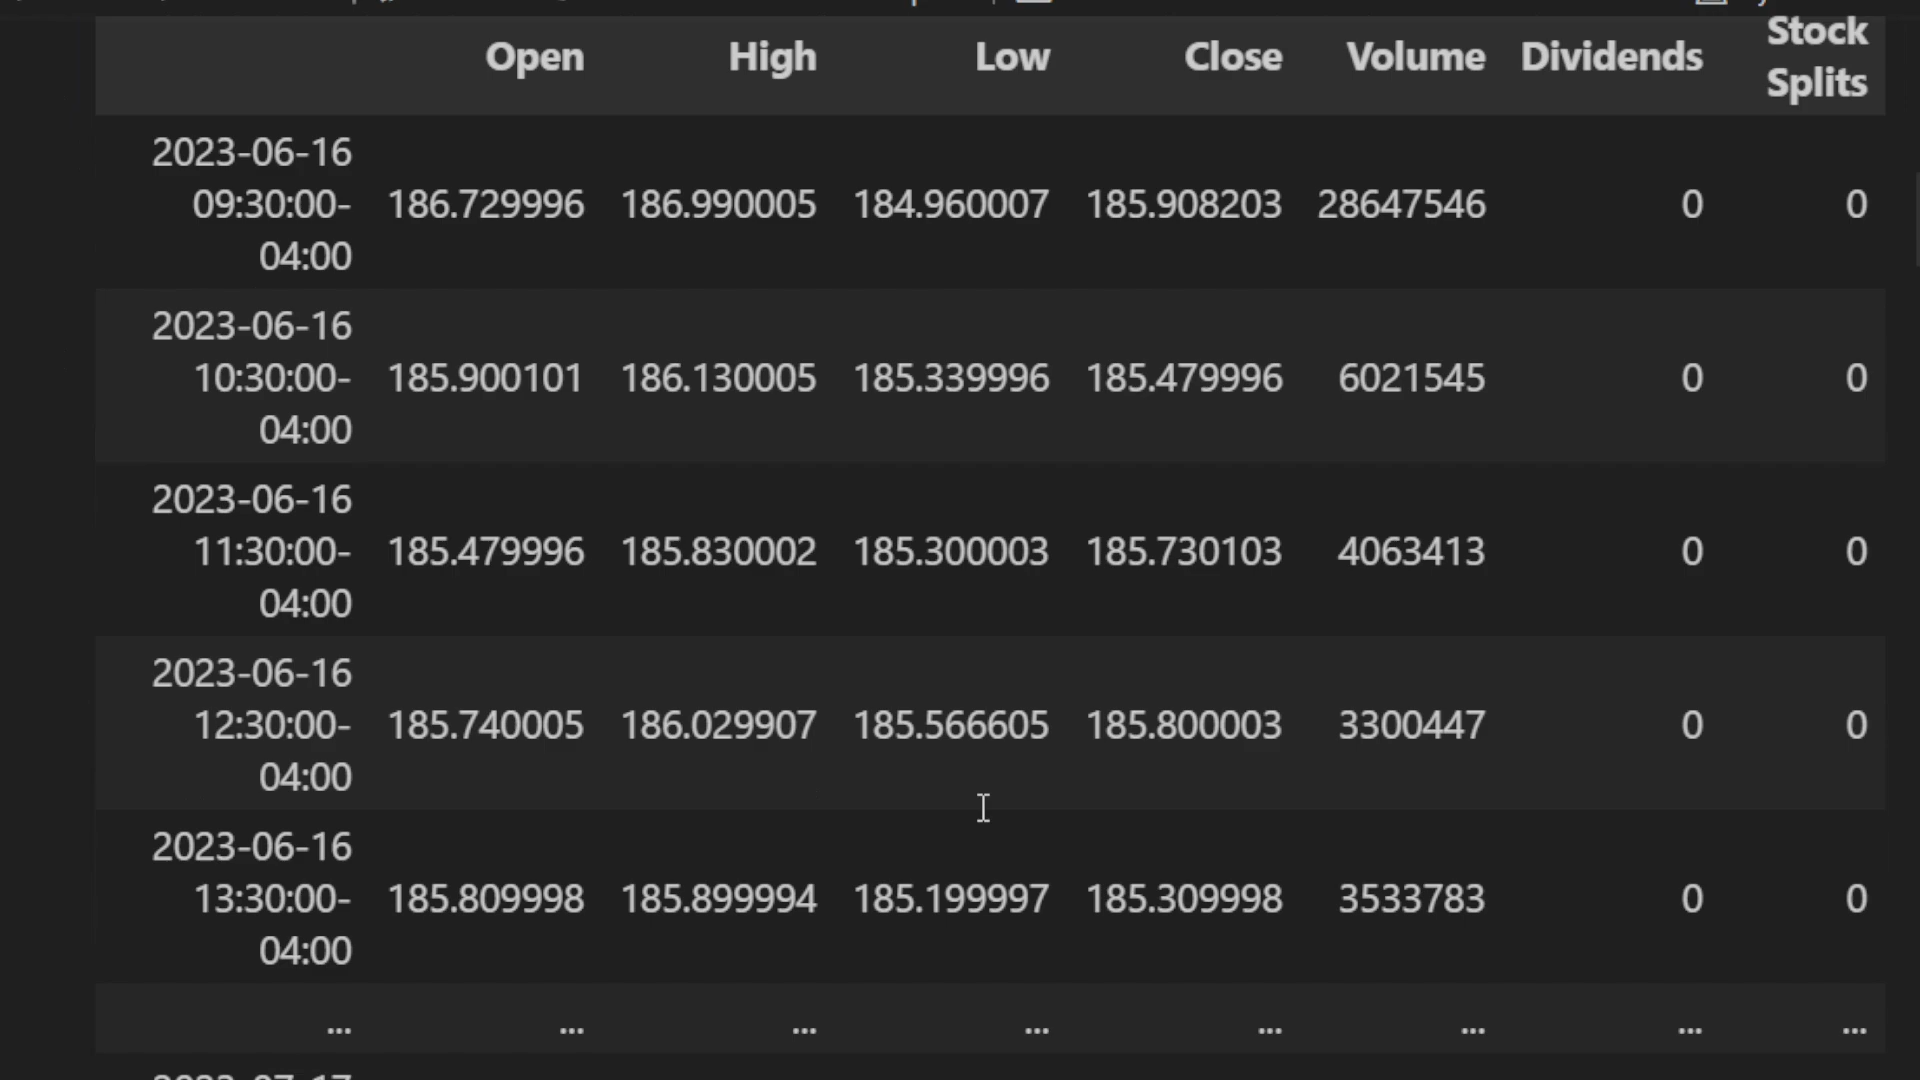 Open High Low Close Volume Dividends Stock Splits
2023-06-16
09:30:00- 186.729996 186.990005 184.960007 185.908203 28647546 0 0
04:00
2023-06-16
10:30:00- 185.900101 186.130005 185.339996 185.479996 6021545 0 0
04:00
2023-06-16
11:30:00- 185.479996 185.830002 185.300003 185.730103 4063413 0 0
04:00
2023-06-16
12:30:00- 185.740005 186.029907 185.566605 185.800003 3300447 0 0
04:00
2023-06-16
13:30:00- 185.809998 185.899994 185.199997 185.309998 3533783 0 0
04:00
... ... ... ... ... ... ... ...